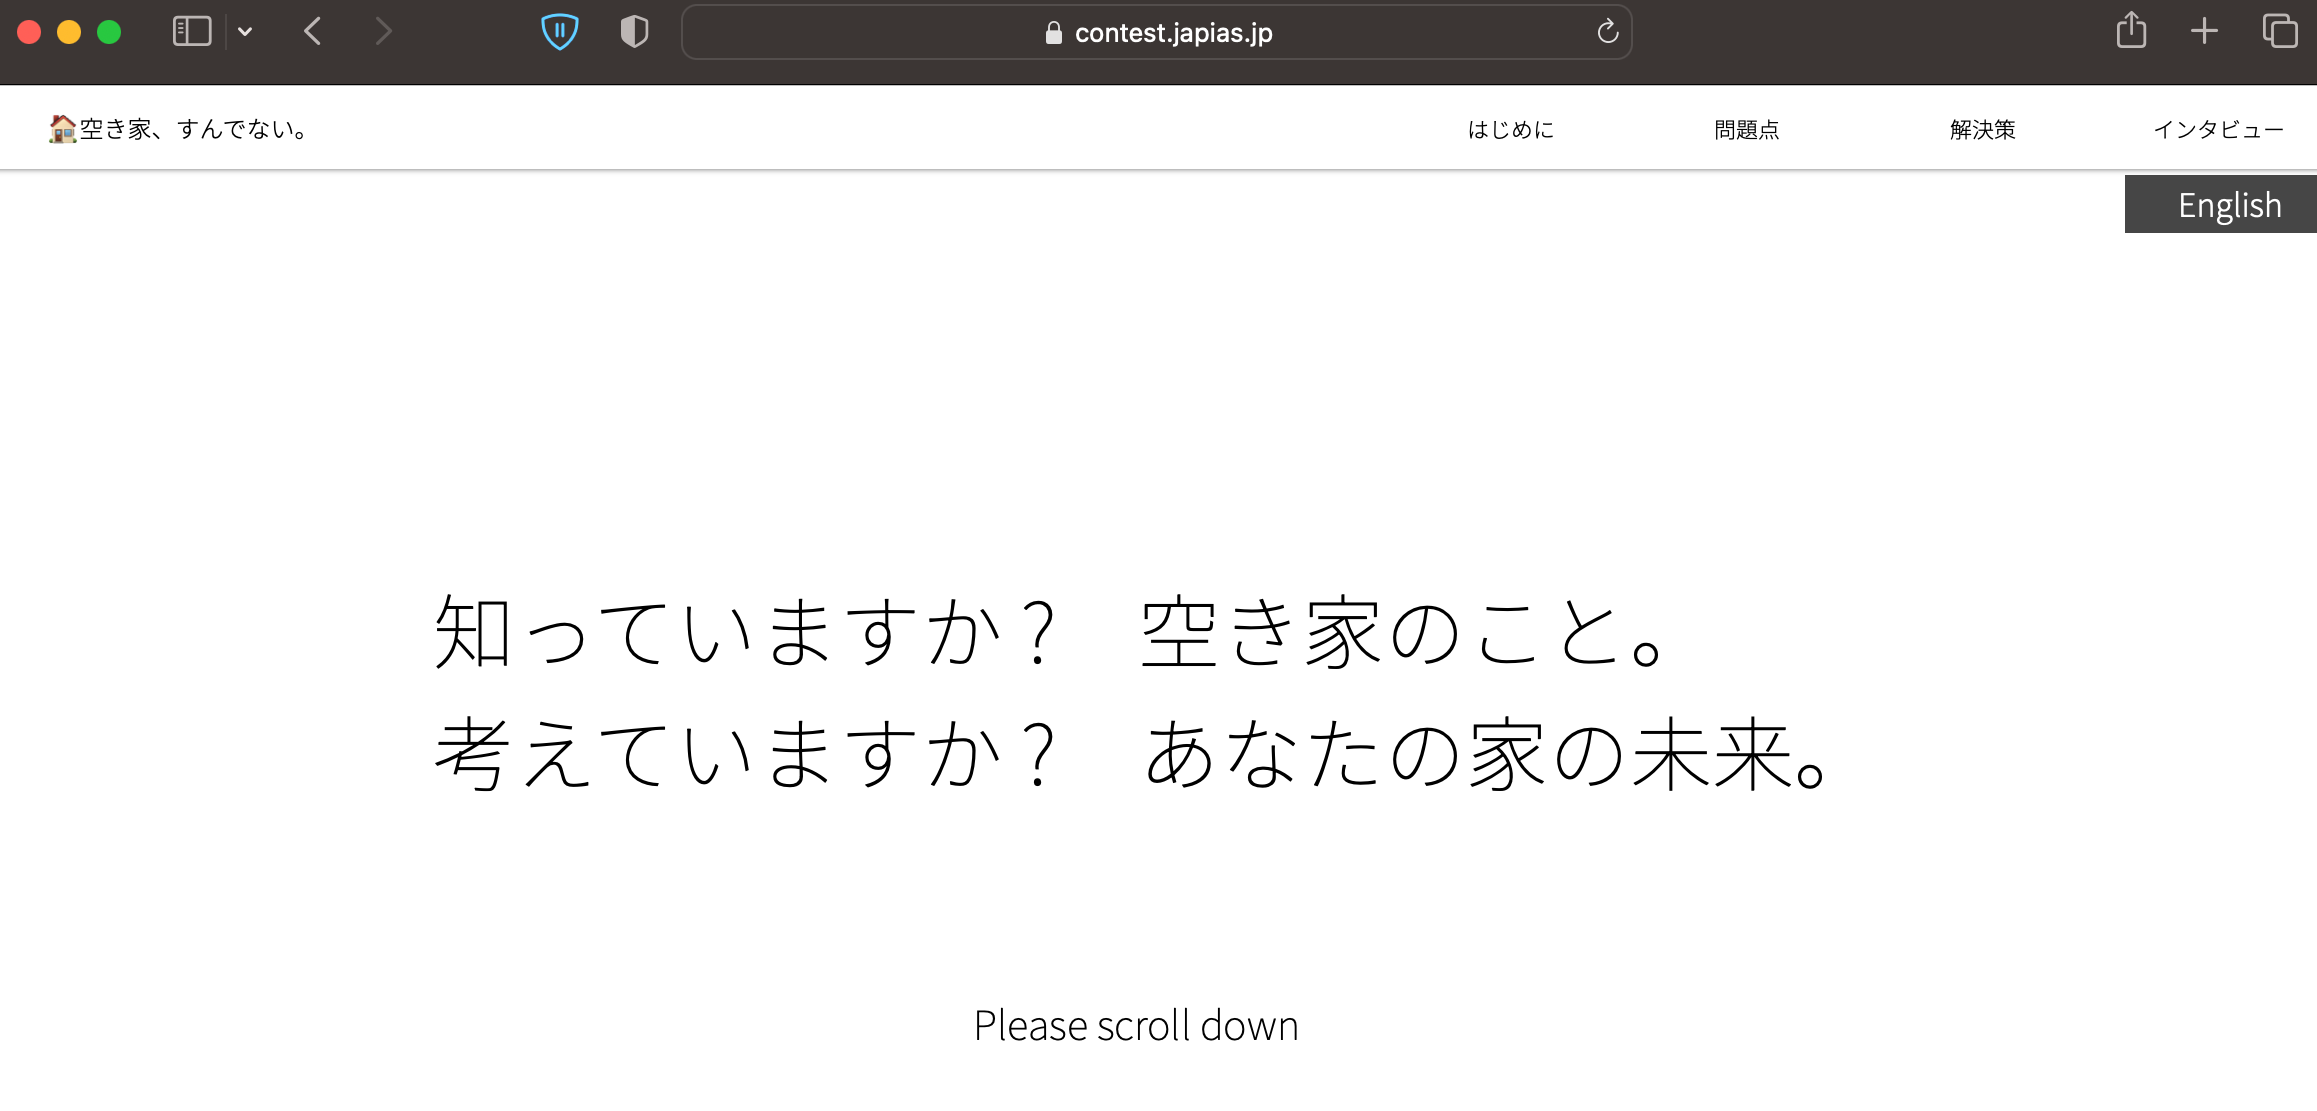 contest.japias.jp
🏠空き家、すんでない。
はじめに
問題点
解決策
インタビュー
English
知っていますか？　空き家のこと。
考えていますか？　あなたの家の未来。
Please scroll down